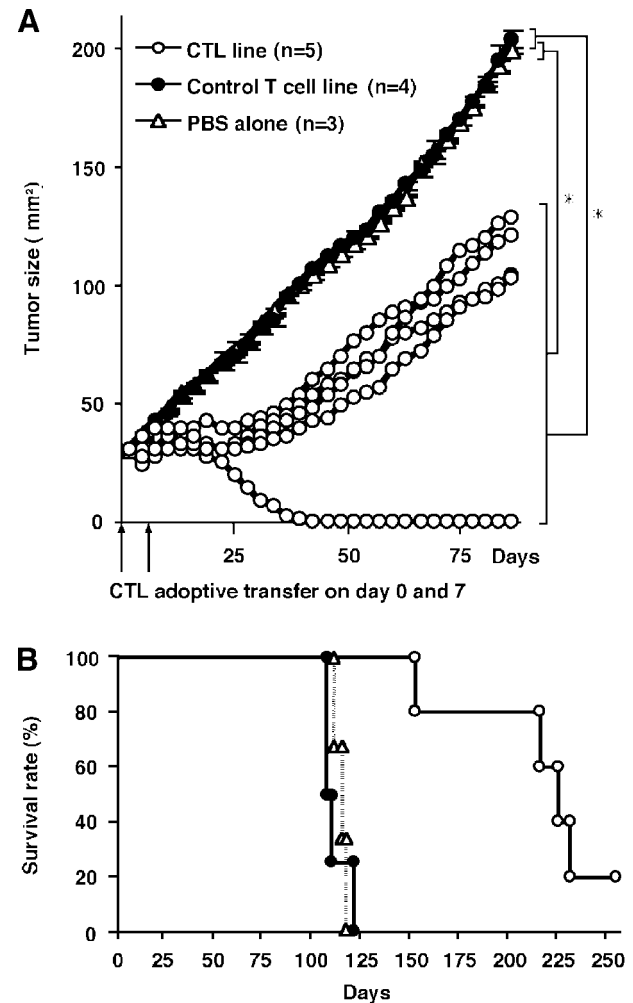 A
200
150
100
50
0
Tumor size ( mm²)
CTL line (n=5)
Control T cell line (n=4)
PBS alone (n=3)
*
*
25 50 75 Days
CTL adoptive transfer on day 0 and 7
B
100
80
60
40
20
0
Survival rate (%)
0 25 50 75 100 125 150 175 200 225 250
Days